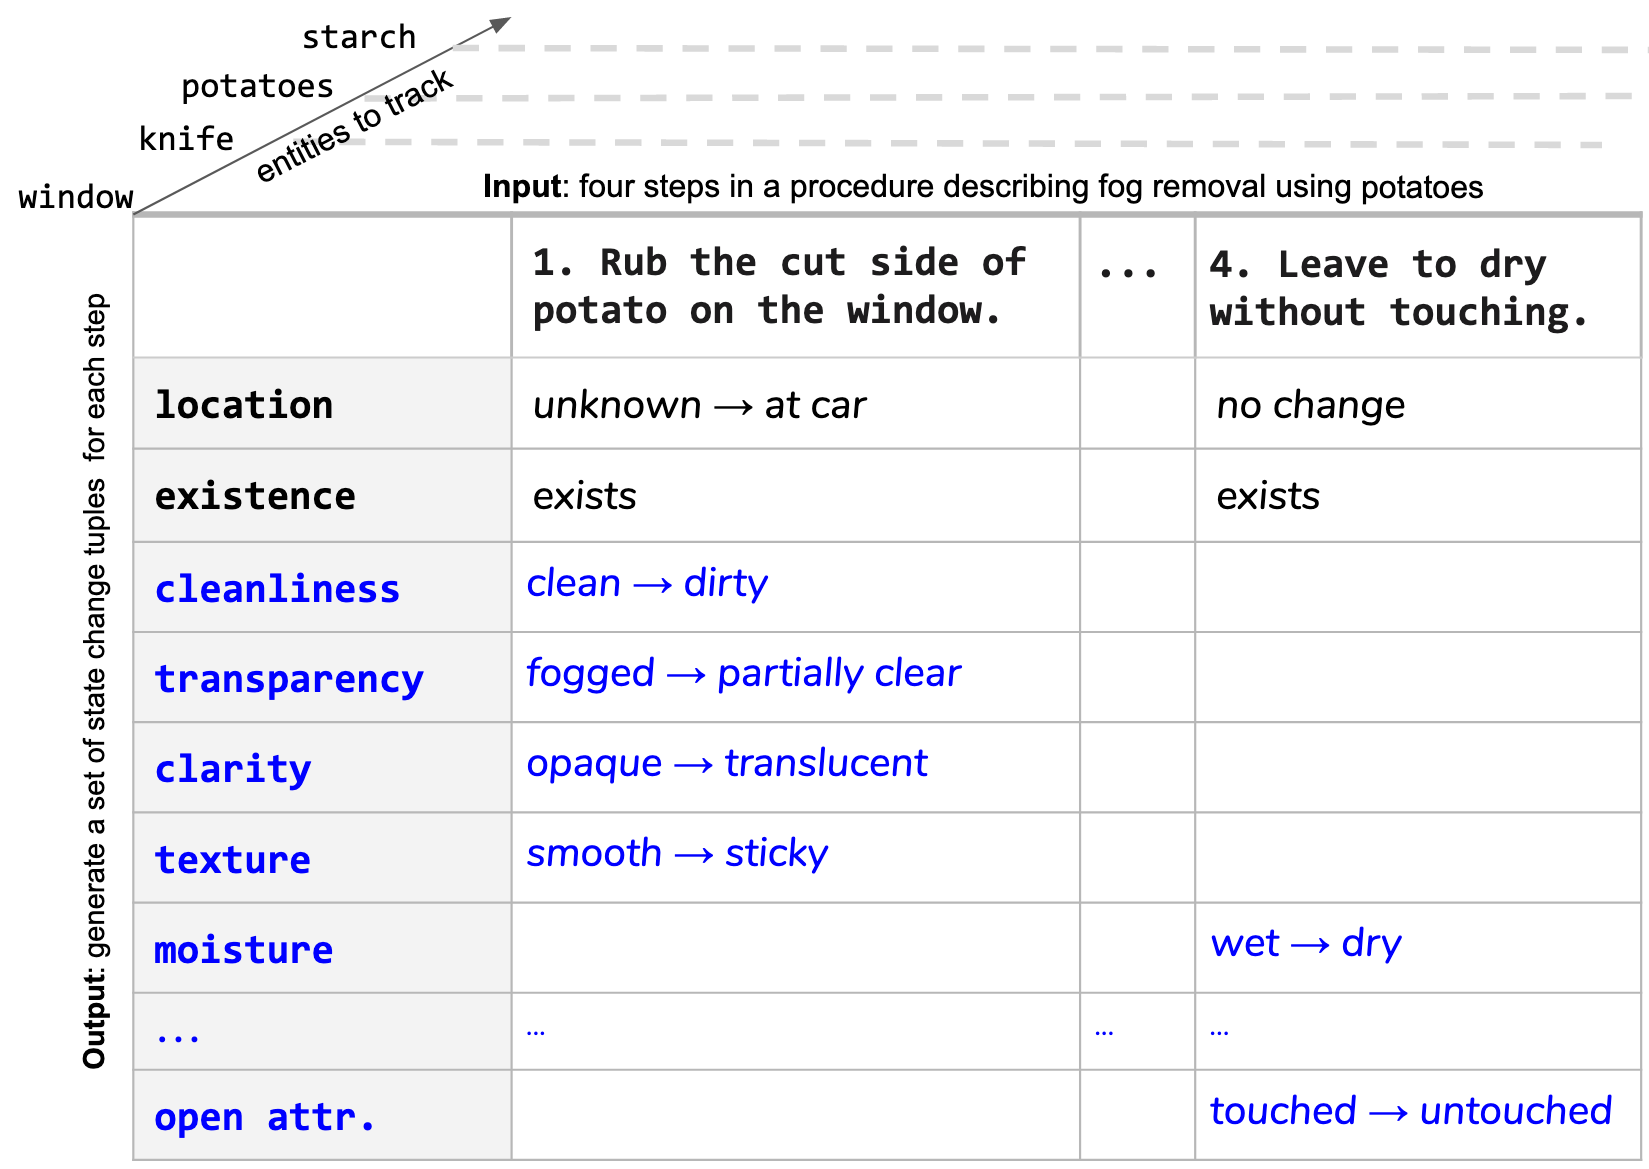 starch
potatoes
knife
window
entities to track
Input: four steps in a procedure describing fog removal using potatoes
Output: generate a set of state change tuples for each step
1. Rub the cut side of
potato on the window.
...
4. Leave to dry
without touching.
location
unknown → at car
no change
existence
exists
exists
cleanliness
clean → dirty
transparency
fogged → partially clear
clarity
opaque → translucent
texture
smooth → sticky
moisture
wet → dry
...
...
...
...
open attr.
touched → untouched